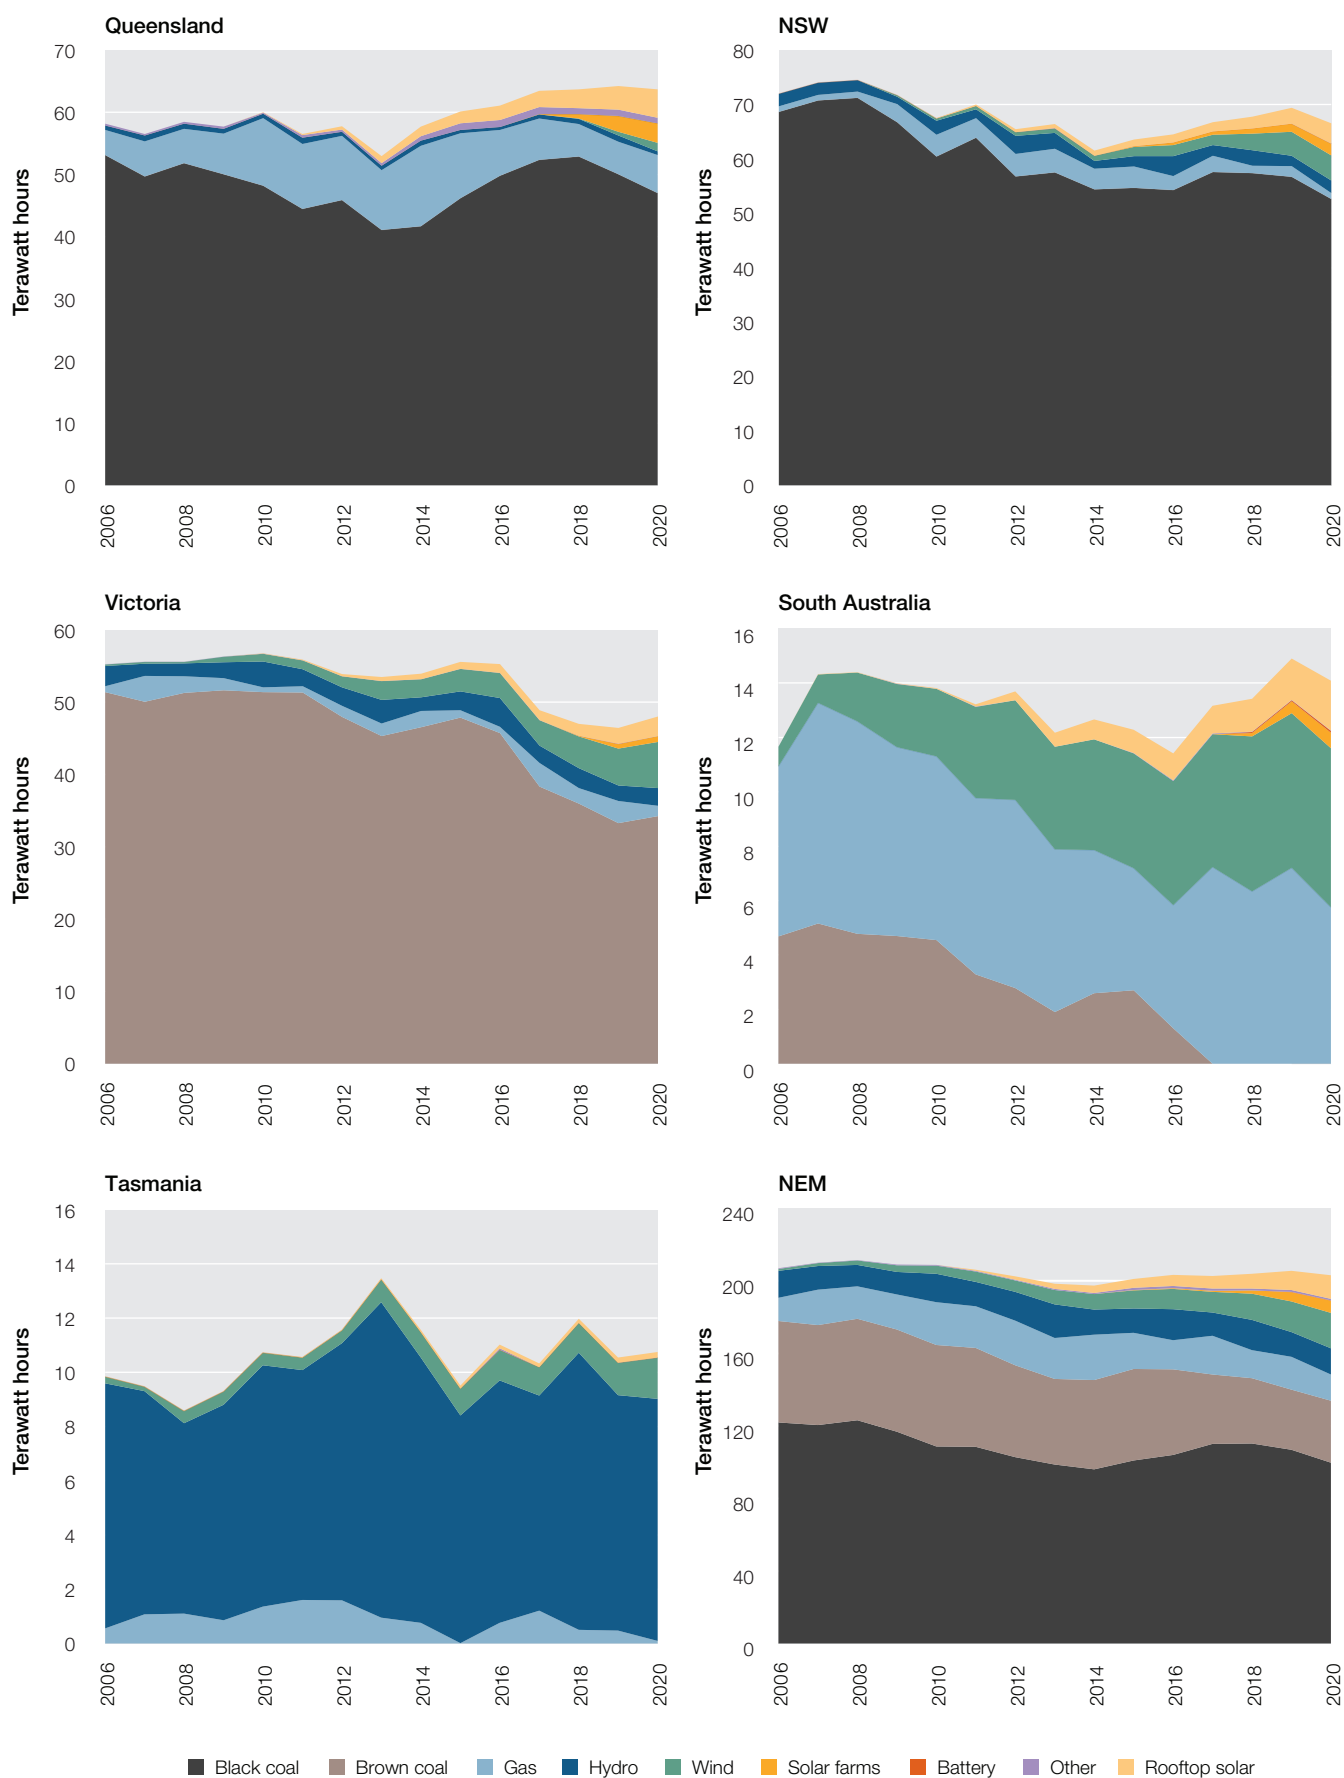 Queensland
Terawatt hours
70
60
50
40
30
20
10
0
2006 2008 2010 2012 2014 2016 2018 2020
NSW
Terawatt hours
80
70
60
50
40
30
20
10
0
2006 2008 2010 2012 2014 2016 2018 2020
Victoria
Terawatt hours
60
50
40
30
20
10
0
2006 2008 2010 2012 2014 2016 2018 2020
South Australia
Terawatt hours
16
14
12
10
8
6
4
2
0
2006 2008 2010 2012 2014 2016 2018 2020
Tasmania
Terawatt hours
16
14
12
10
8
6
4
2
0
2006 2008 2010 2012 2014 2016 2018 2020
NEM
Terawatt hours
240
200
160
120
80
40
0
2006 2008 2010 2012 2014 2016 2018 2020
Black coal Brown coal Gas Hydro Wind Solar farms Battery Other Rooftop solar